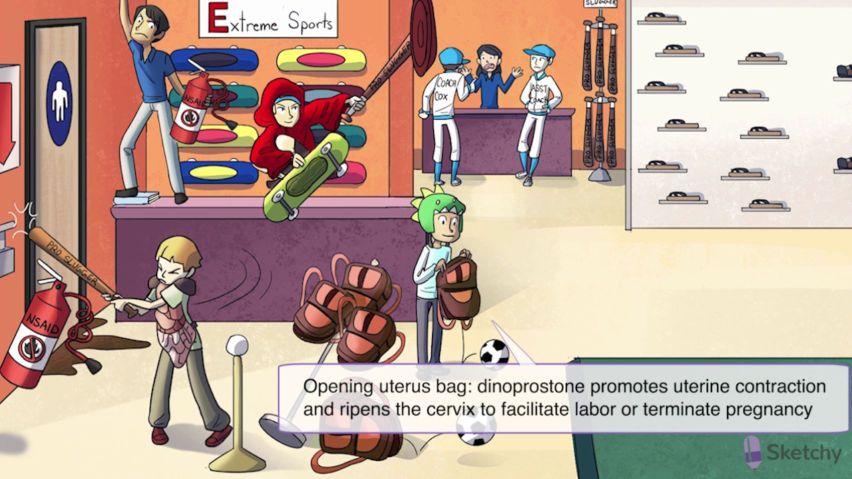 SLUGGER
Extreme Sports
PRO SLUGGER
NSAID
COACH
COX
ASST
COACH
PRO SLUGGER
NSAID
Opening uterus bag: dinoprostone promotes uterine contraction
and ripens the cervix to facilitate labor or terminate pregnancy
Sketchy